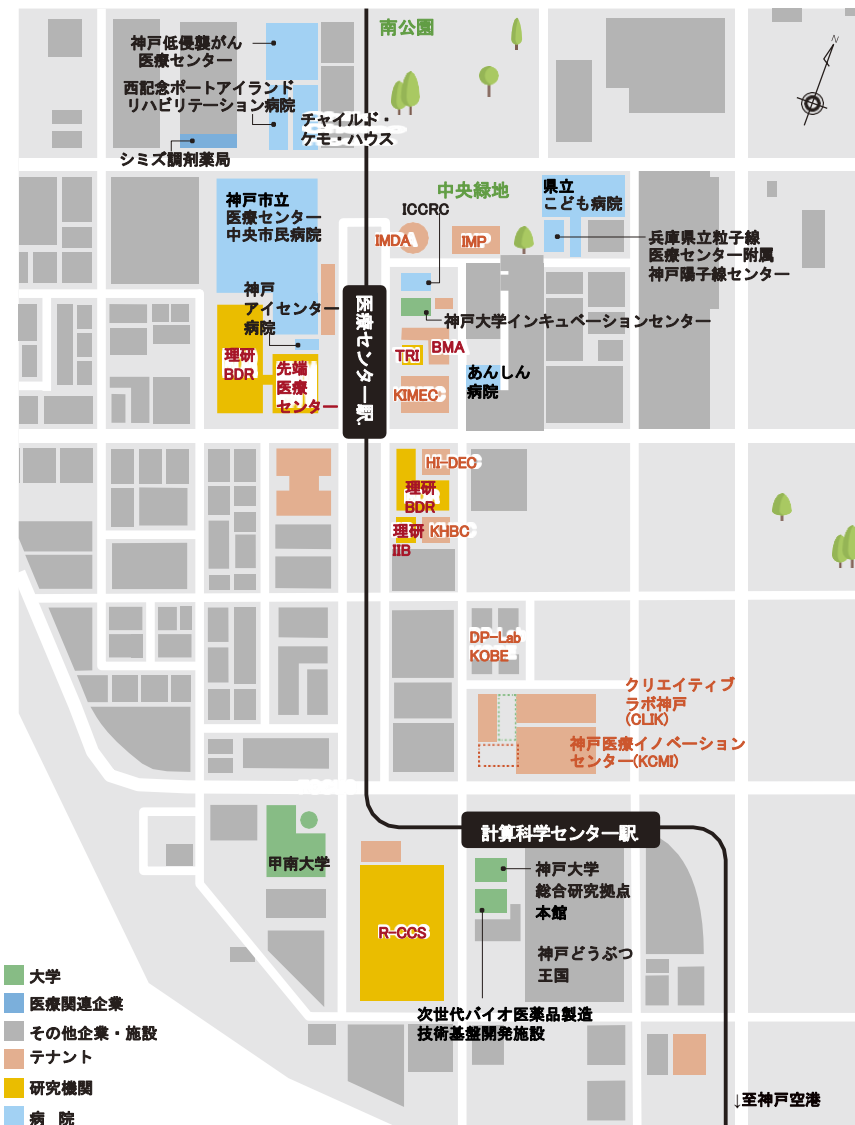 南公園
N
神戸低侵襲がん
医療センター
西記念ポートアイランド
リハビリテーション病院
チャイルド・
ケモ・ハウス
シミズ調剤薬局
神戸市立
医療センター
中央市民病院
中央緑地
ICCRC
IMDA
IMP
県立
こども病院
兵庫県立粒子線
医療センター附属
神戸陽子線センター
神戸
アイセンター
病院
医療センター駅
神戸大学インキュベーションセンター
理研
BDR
先端
医療
センター
TRI
BMA
KIMEC
あんしん
病院
HI-DEC
理研
BDR
理研
IIB
KHBC
DP-Lab
KOBE
クリエイティブ
ラボ神戸
(CLIK)
神戸医療イノベーション
センター(KCMI)
計算科学センター駅
甲南大学
神戸大学
総合研究拠点
本館
R-CCS
神戸どうぶつ
王国
次世代バイオ医薬品製造
技術基盤開発施設
大学
医療関連企業
その他企業・施設
テナント
研究機関
病　院
↓至神戸空港